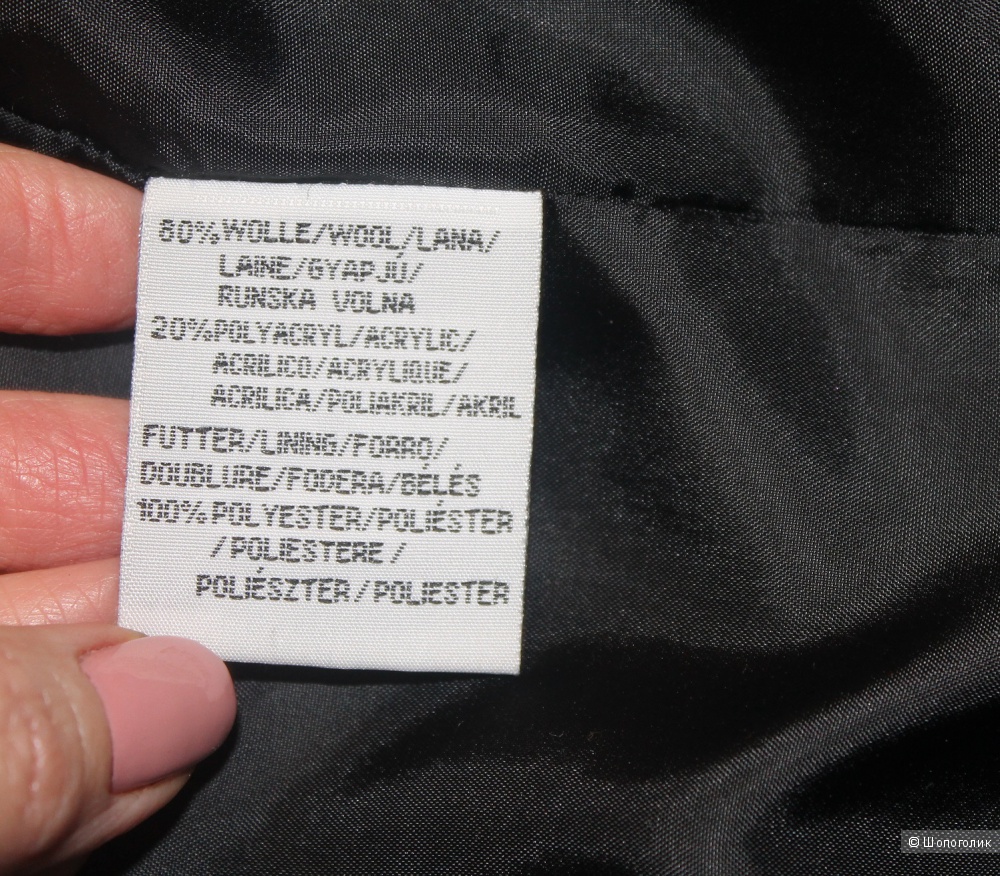 80% WOLLE/WOOL/LANA/
LAINE/GYAPJÚ/
RUNSKA VOLNA
20% POLYACRYL/ACRYLIC/
ACRILICO/ACRYLIQUE/
ACRILICA/POLIAKRIL/AKRIL
FUTTER/LINING/FORRO/
DOUBLURE/FODERA/BÉLÉS
100% POLYESTER/POLIÉSTER
/POLIESTERE/
POLIÉSZTER/POLIESTER
© Шопоголик